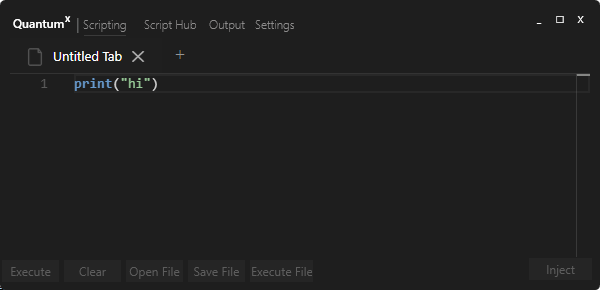 Quantum X | Scripting Script Hub Output Settings
Untitled Tab
1 print("hi")
Execute Clear Open File Save File Execute File Inject